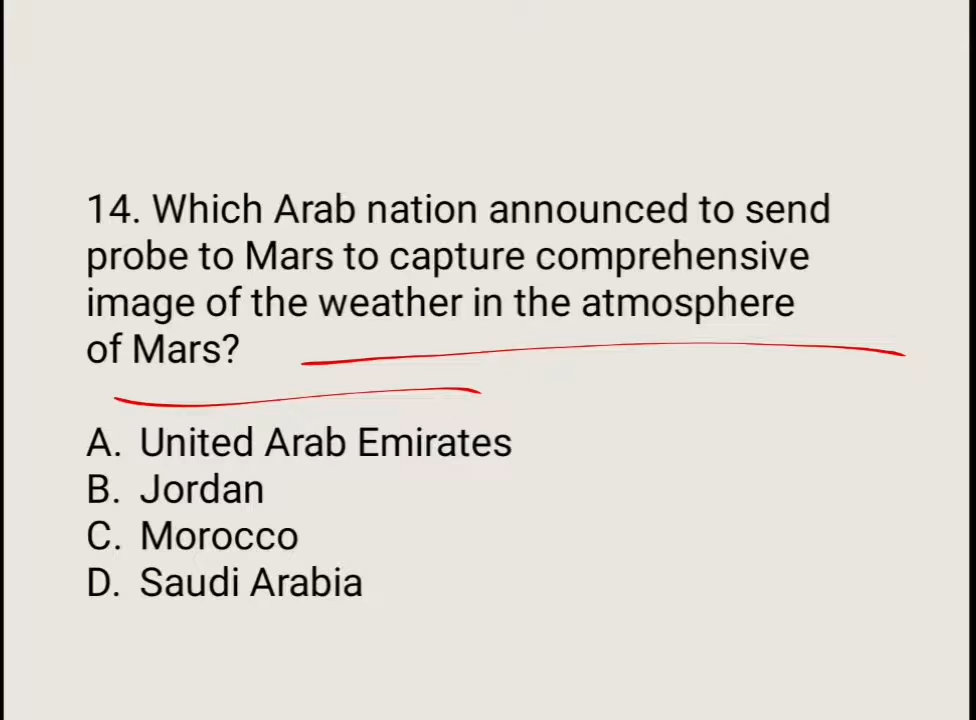 14. Which Arab nation announced to send
probe to Mars to capture comprehensive
image of the weather in the atmosphere
of Mars?
A. United Arab Emirates
B. Jordan
C. Morocco
D. Saudi Arabia